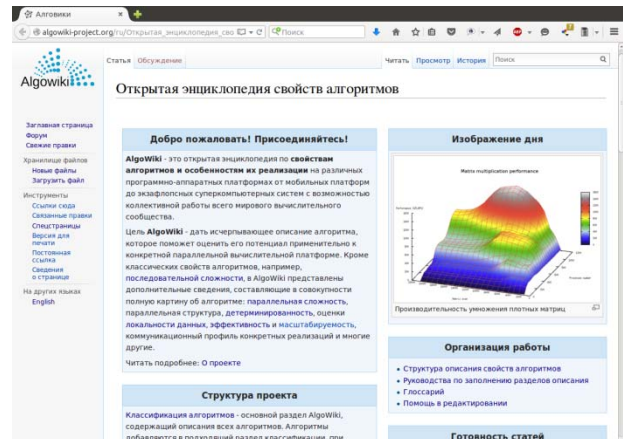 Алговики
algowiki-project.org/ru/Открытая_энциклопедия_сво
Поиск
Algowiki
Статья Обсуждение
Читать Просмотр История
Поиск
Открытая энциклопедия свойств алгоритмов
Заглавная страница
Форум
Свежие правки
Хранилище файлов
Новые файлы
Загрузить файл
Инструменты
Ссылки сюда
Связанные правки
Спецстраницы
Версия для
печати
Постоянная
ссылка
Сведения
о странице
На других языках
English
Добро пожаловать! Присоединяйтесь!
AlgoWiki - это открытая энциклопедия по свойствам
алгоритмов и особенностям их реализации на различных
программно-аппаратных платформах от мобильных платформ
до экзафлопсных суперкомпьютерных систем с возможностью
коллективной работы всего мирового вычислительного
сообщества.
Цель AlgoWiki - дать исчерпывающее описание алгоритма,
которое поможет оценить его потенциал применительно к
конкретной параллельной вычислительной платформе. Кроме
классических свойств алгоритмов, например,
последовательной сложности, в AlgoWiki представлены
дополнительные сведения, составляющие в совокупности
полную картину об алгоритме: параллельная сложность,
параллельная структура, детерминированность, оценки
локальности данных, эффективность и масштабируемость,
коммуникационный профиль конкретных реализаций и многие
другие.
Читать подробнее: О проекте
Структура проекта
Классификация алгоритмов - основной раздел AlgoWiki,
содержащий описания всех алгоритмов. Алгоритмы
добавляются в подходящий раздел классификации, при
Изображение дня
Matrix multiplication performance
Производительность умножения плотных матриц
Организация работы
Структура описания свойств алгоритмов
Руководства по заполнению разделов описания
Глоссарий
Помощь в редактировании
Готовность статей